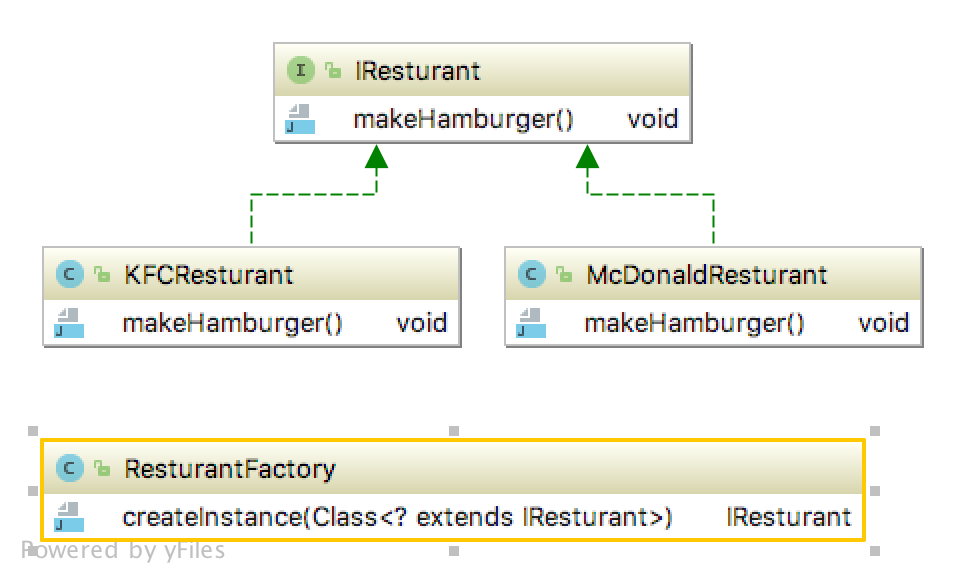 I IResturant
J makeHamburger() void
C KFCResturant
J makeHamburger() void
C McDonaldResturant
J makeHamburger() void
C ResturantFactory
J createInstance(Class<? extends IResturant>) IResturant
Powered by yFiles